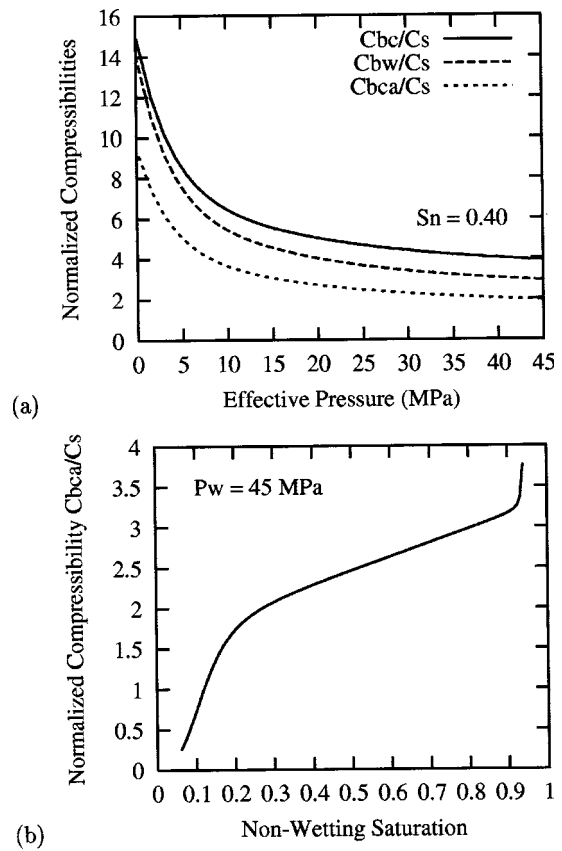 16
14
12
10
8
6
4
2
0
Normalized Compressibilities
Cbc/Cs
Cbw/Cs
Cbca/Cs
Sn = 0.40
0 5 10 15 20 25 30 35 40 45
Effective Pressure (MPa)
(a)
4
3.5
3
2.5
2
1.5
1
0.5
0
Normalized Compressibility Cbca/Cs
Pw = 45 MPa
0 0.1 0.2 0.3 0.4 0.5 0.6 0.7 0.8 0.9 1
Non-Wetting Saturation
(b)